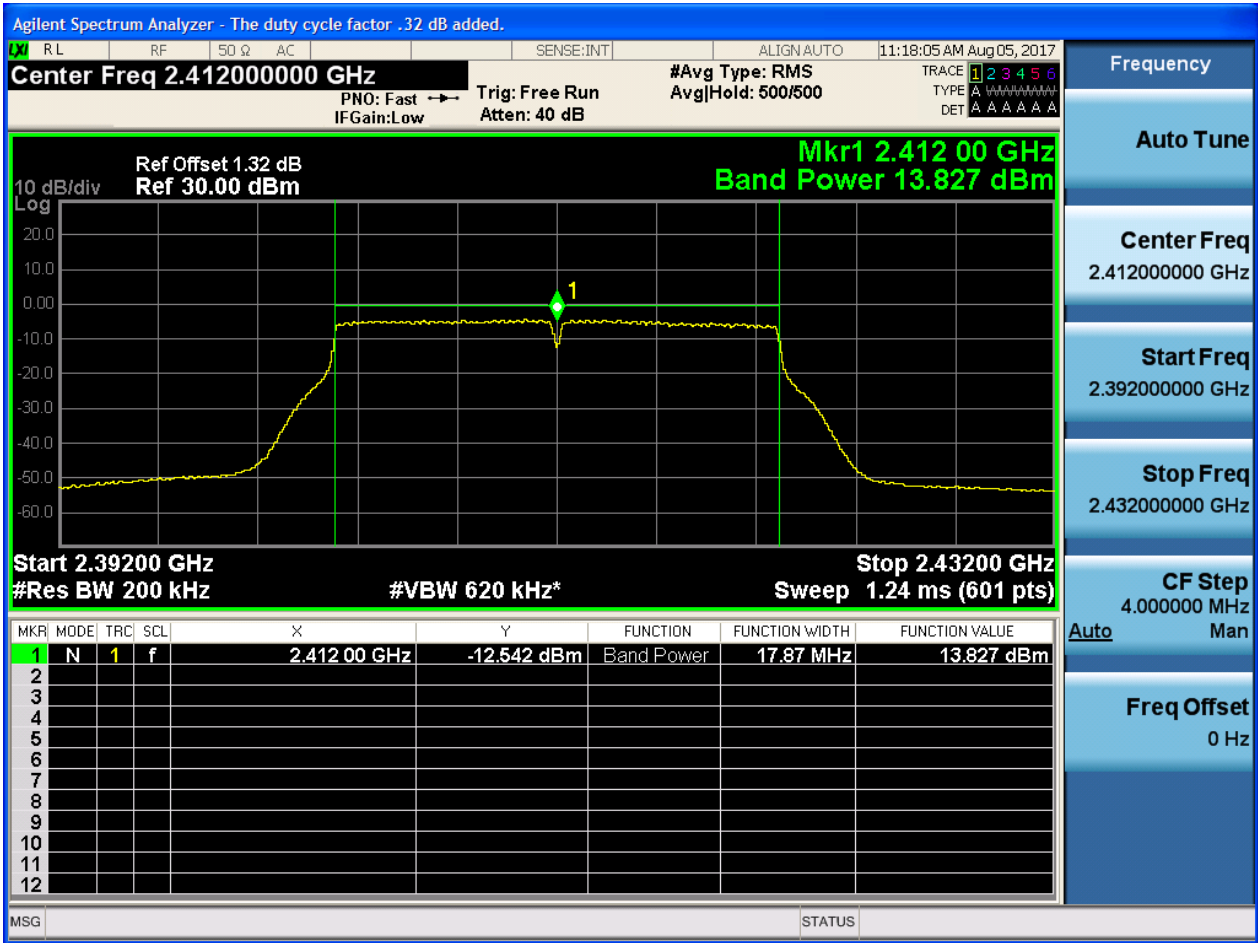 Agilent Spectrum Analyzer - The duty cycle factor .32 dB added.
LXI RL RF 50 Ω AC SENSE:INT ALIGN AUTO 11:18:05 AM Aug 05, 2017
Center Freq 2.412000000 GHz
PNO: Fast
IFGain:Low
Trig: Free Run
Atten: 40 dB
#Avg Type: RMS
Avg|Hold: 500/500
TRACE 1 2 3 4 5 6
TYPE A WWWWW
DET A A A A A A
Mkr1 2.412 00 GHz
Band Power 13.827 dBm
Ref Offset 1.32 dB
10 dB/div Ref 30.00 dBm
Log
20.0
10.0
0.00
-10.0
-20.0
-30.0
-40.0
-50.0
-60.0
1
Start 2.39200 GHz Stop 2.43200 GHz
#Res BW 200 kHz #VBW 620 kHz* Sweep 1.24 ms (601 pts)
MKR MODE TRC SCL X Y FUNCTION FUNCTION WIDTH FUNCTION VALUE
1 N 1 f 2.412 00 GHz -12.542 dBm Band Power 17.87 MHz 13.827 dBm
2
3
4
5
6
7
8
9
10
11
12
MSG STATUS
Frequency
Auto Tune
Center Freq
2.412000000 GHz
Start Freq
2.392000000 GHz
Stop Freq
2.432000000 GHz
CF Step
4.000000 MHz
Auto Man
Freq Offset
0 Hz